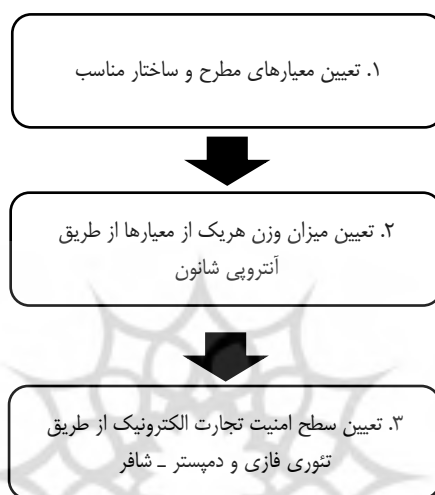 ۱. تعیین معیارهای مطرح و ساختار مناسب
۲. تعیین میزان وزن هریک از معیارها از طریق
آنتروپی شانون
۳. تعیین سطح امنیت تجارت الکترونیک از طریق
تئوری فازی و دمپستر ـ شافر